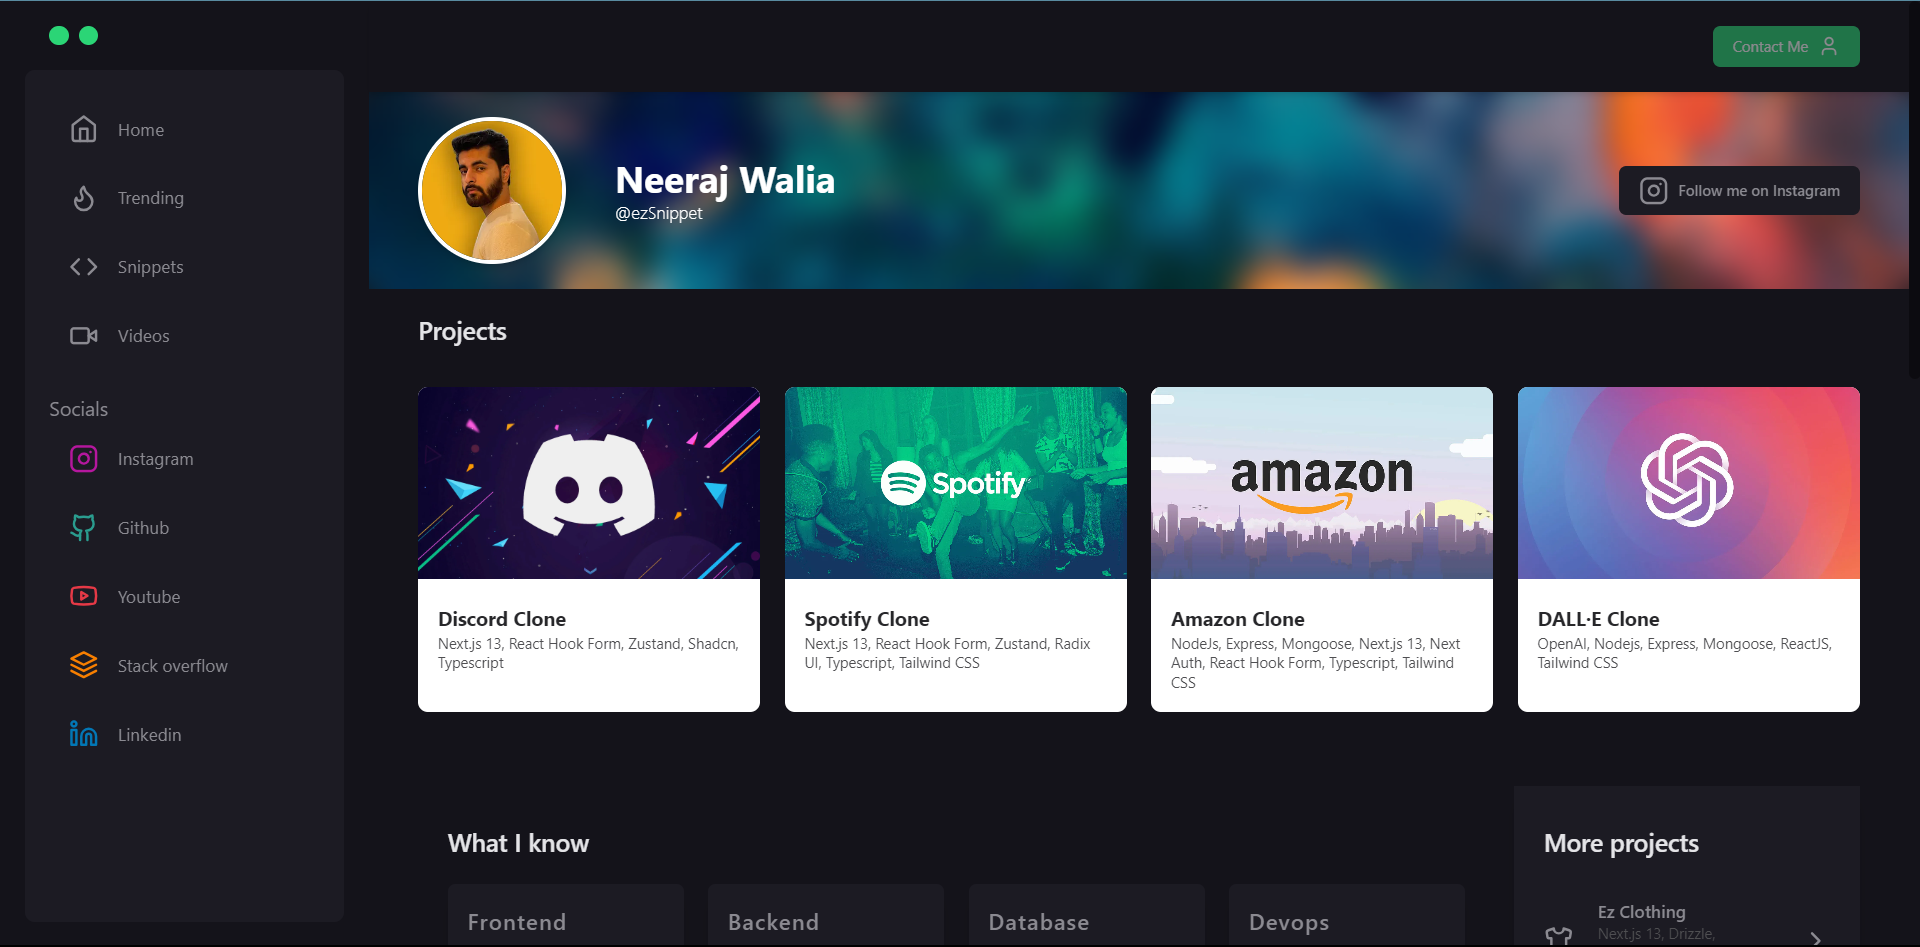 Contact Me
Home
Trending
Snippets
Videos
Socials
Instagram
Github
Youtube
Stack overflow
Linkedin
Neeraj Walia
@ezSnippet
Follow me on Instagram
Projects
Spotify
amazon
Discord Clone
Next.js 13, React Hook Form, Zustand, Shadcn,
Typescript
Spotify Clone
Next.js 13, React Hook Form, Zustand, Radix
UI, Typescript, Tailwind CSS
Amazon Clone
NodeJs, Express, Mongoose, Next.js 13, Next
Auth, React Hook Form, Typescript, Tailwind
CSS
DALL·E Clone
OpenAI, Nodejs, Express, Mongoose, ReactJS,
Tailwind CSS
What I know
Frontend
Backend
Database
Devops
More projects
Ez Clothing
Next.js 13, Drizzle,